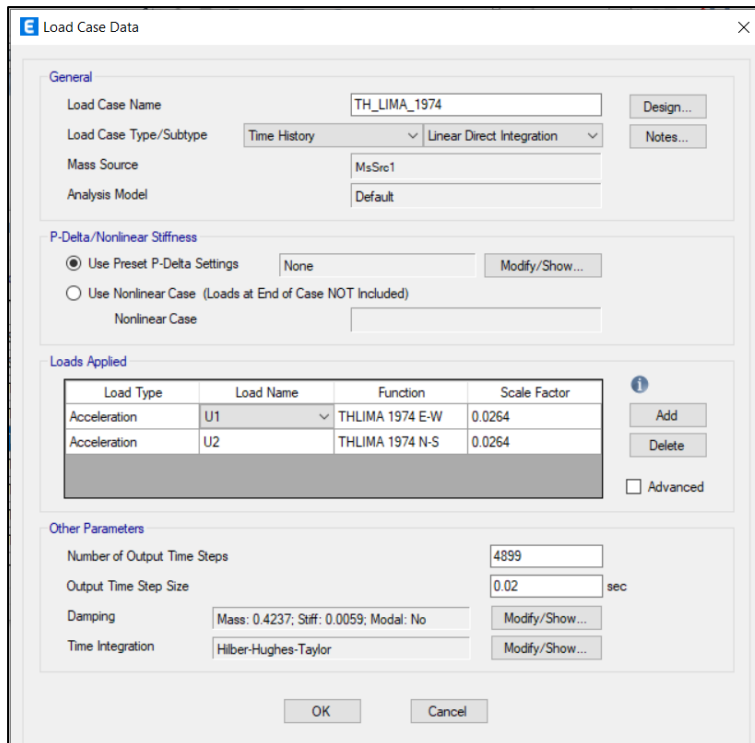 E Load Case Data
General
Load Case Name TH_LIMA_1974 Design...
Load Case Type/Subtype Time History Linear Direct Integration Notes...
Mass Source MsSrc1
Analysis Model Default
P-Delta/Nonlinear Stiffness
Use Preset P-Delta Settings None Modify/Show...
Use Nonlinear Case (Loads at End of Case NOT Included)
Nonlinear Case
Loads Applied
Load Type Load Name Function Scale Factor
Acceleration U1 THLIMA 1974 E-W 0.0264 Add
Acceleration U2 THLIMA 1974 N-S 0.0264 Delete
Advanced
Other Parameters
Number of Output Time Steps 4899
Output Time Step Size 0.02 sec
Damping Mass: 0.4237; Stiff: 0.0059; Modal: No Modify/Show...
Time Integration Hilber-Hughes-Taylor Modify/Show...
OK Cancel